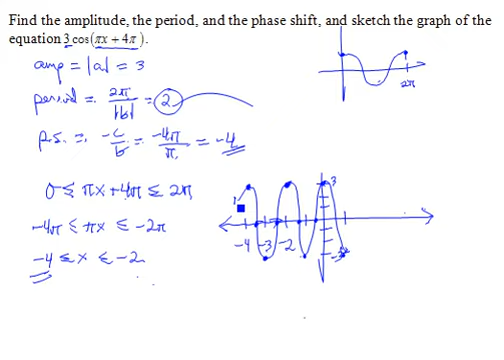 Find the amplitude, the period, and the phase shift, and sketch the graph of the
equation 3 cos(πx + 4π).
amp = |a| = 3
period = 2π/|b| = 2
p.s. = -c/b = -4π/π = -4
0 ≤ πx+4π ≤ 2π
-4π ≤ πx ≤ -2π
-4 ≤ x ≤ -2
2π
3
-4 -3 -2
-3